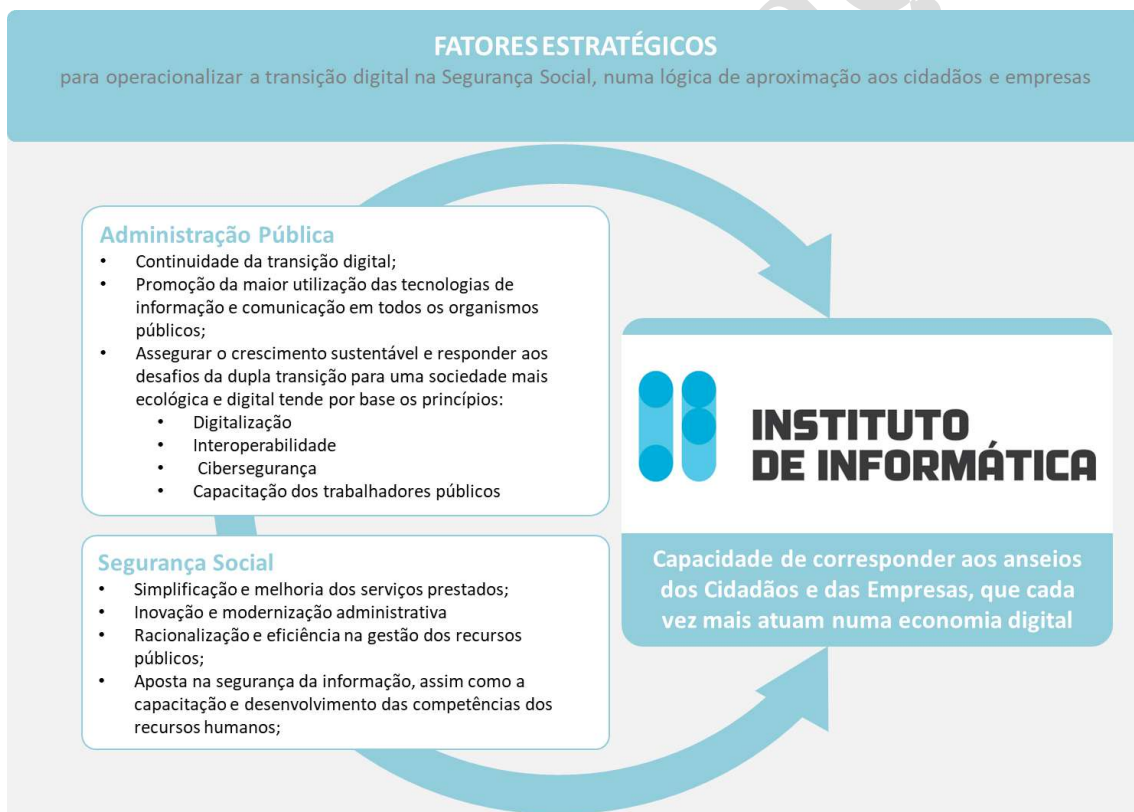 FATORES ESTRATÉGICOS
para operacionalizar a transição digital na Segurança Social, numa lógica de aproximação aos cidadãos e empresas
Administração Pública
• Continuidade da transição digital;
• Promoção da maior utilização das tecnologias de
informação e comunicação em todos os organismos
públicos;
• Assegurar o crescimento sustentável e responder aos
desafios da dupla transição para uma sociedade mais
ecológica e digital tende por base os princípios:
• Digitalização
• Interoperabilidade
• Cibersegurança
• Capacitação dos trabalhadores públicos
Segurança Social
• Simplificação e melhoria dos serviços prestados;
• Inovação e modernização administrativa
• Racionalização e eficiência na gestão dos recursos
públicos;
• Aposta na segurança da informação, assim como a
capacitação e desenvolvimento das competências dos
recursos humanos;
INSTITUTO
DE INFORMÁTICA
Capacidade de corresponder aos anseios
dos Cidadãos e das Empresas, que cada
vez mais atuam numa economia digital